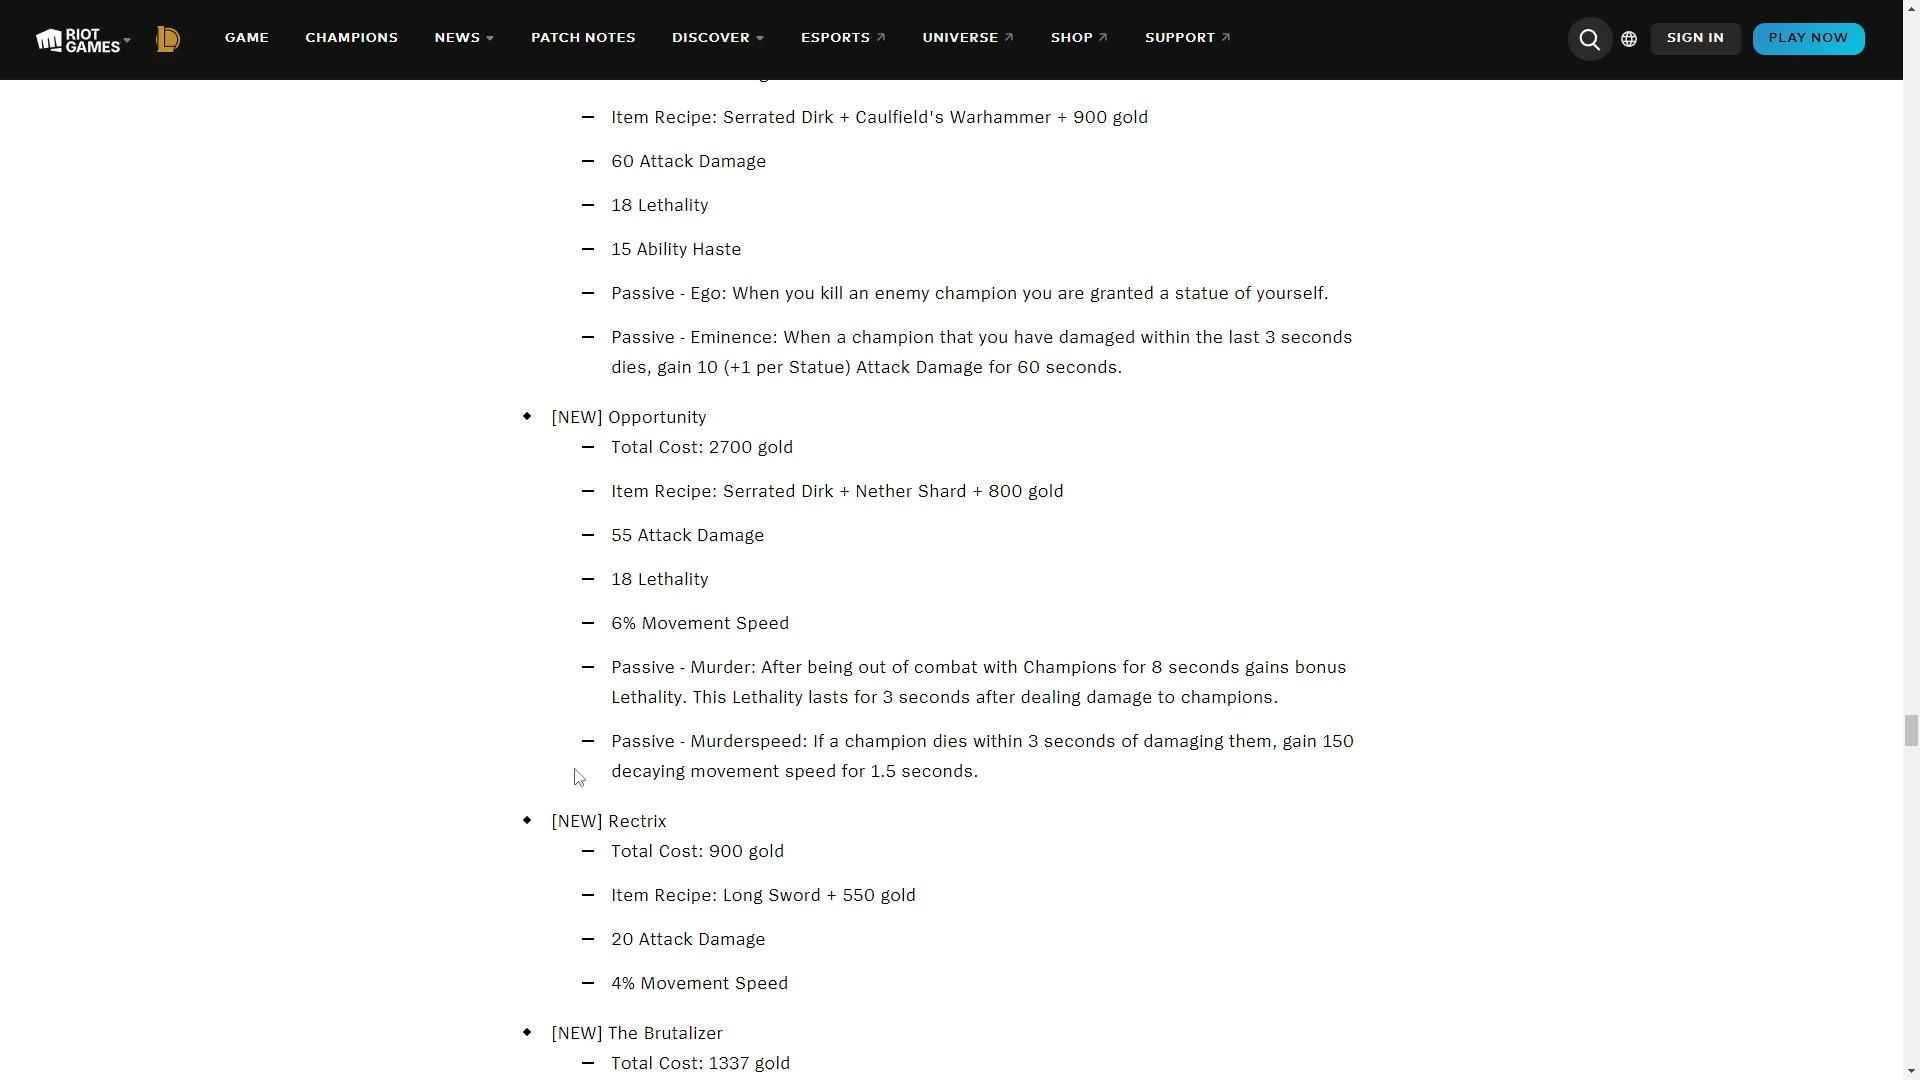 RIOT GAMES
GAME
CHAMPIONS
NEWS
PATCH NOTES
DISCOVER
ESPORTS
UNIVERSE
SHOP
SUPPORT
SIGN IN
PLAY NOW
Item Recipe: Serrated Dirk + Caulfield's Warhammer + 900 gold
60 Attack Damage
18 Lethality
15 Ability Haste
Passive - Ego: When you kill an enemy champion you are granted a statue of yourself.
Passive - Eminence: When a champion that you have damaged within the last 3 seconds
dies, gain 10 (+1 per Statue) Attack Damage for 60 seconds.
[NEW] Opportunity
Total Cost: 2700 gold
Item Recipe: Serrated Dirk + Nether Shard + 800 gold
55 Attack Damage
18 Lethality
6% Movement Speed
Passive - Murder: After being out of combat with Champions for 8 seconds gains bonus
Lethality. This Lethality lasts for 3 seconds after dealing damage to champions.
Passive - Murderspeed: If a champion dies within 3 seconds of damaging them, gain 150
decaying movement speed for 1.5 seconds.
[NEW] Rectrix
Total Cost: 900 gold
Item Recipe: Long Sword + 550 gold
20 Attack Damage
4% Movement Speed
[NEW] The Brutalizer
Total Cost: 1337 gold